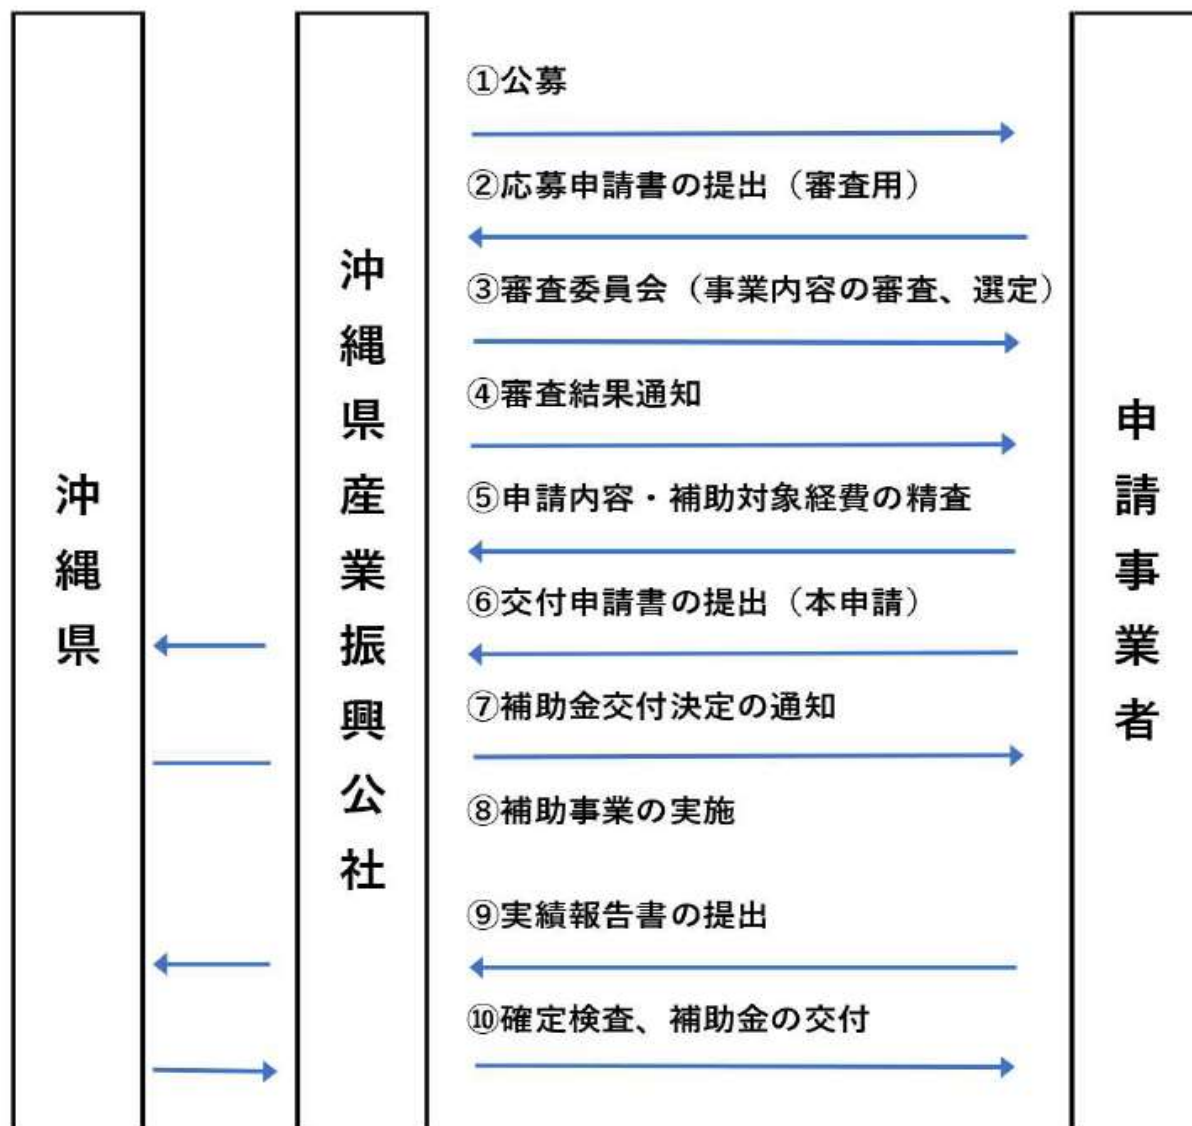 沖縄県
沖縄県産業振興公社
①公募
②応募申請書の提出（審査用）
③審査委員会（事業内容の審査、選定）
④審査結果通知
⑤申請内容・補助対象経費の精査
⑥交付申請書の提出（本申請）
⑦補助金交付決定の通知
⑧補助事業の実施
⑨実績報告書の提出
⑩確定検査、補助金の交付
申請事業者